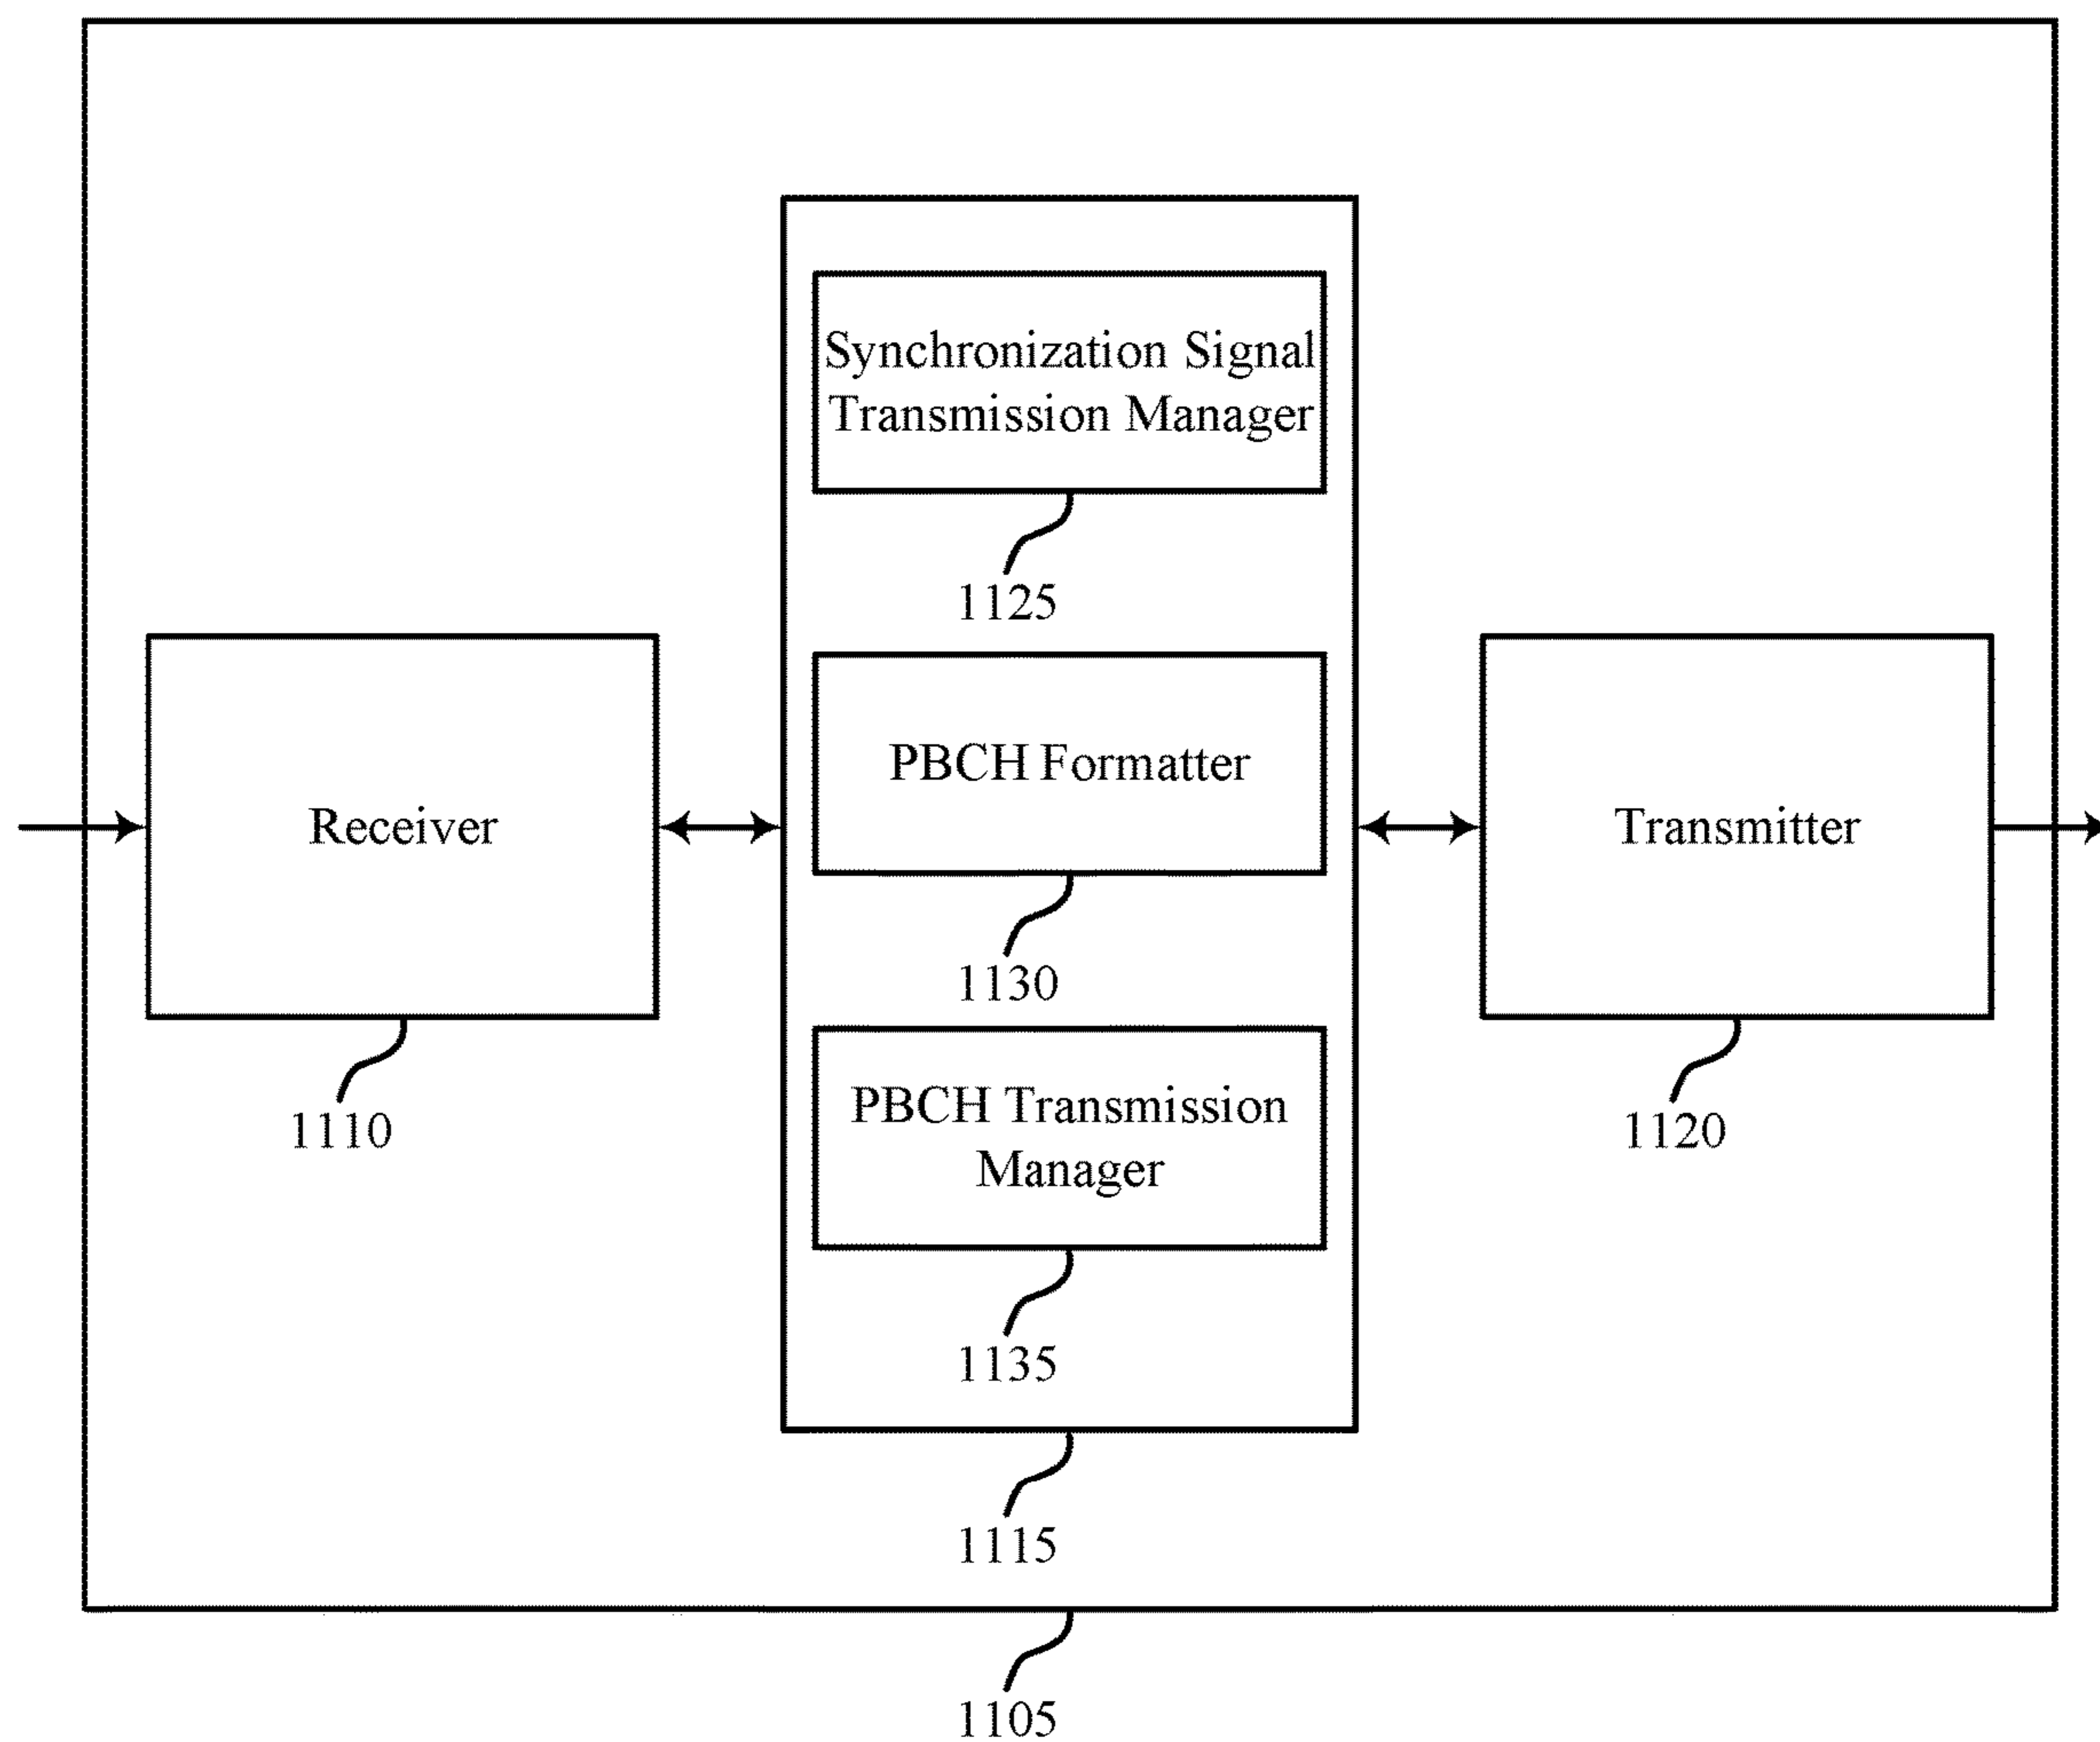 Synchronization Signal
Transmission Manager
1125
Receiver
1110
PBCH Formatter
1130
Transmitter
1120
PBCH Transmission
Manager
1135
1115
1105